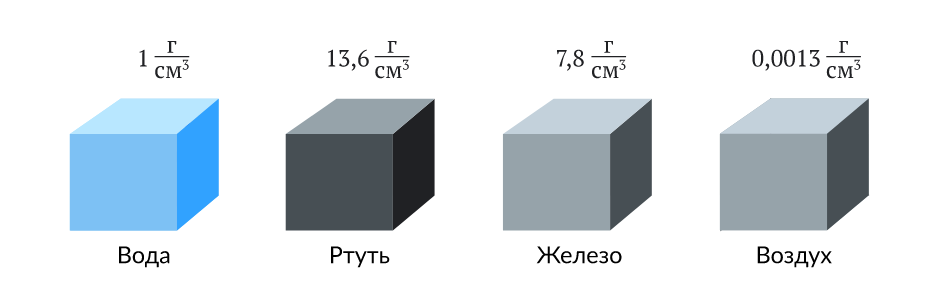 1 г/см³ 13,6 г/см³ 7,8 г/см³ 0,0013 г/см³
Вода Ртуть Железо Воздух